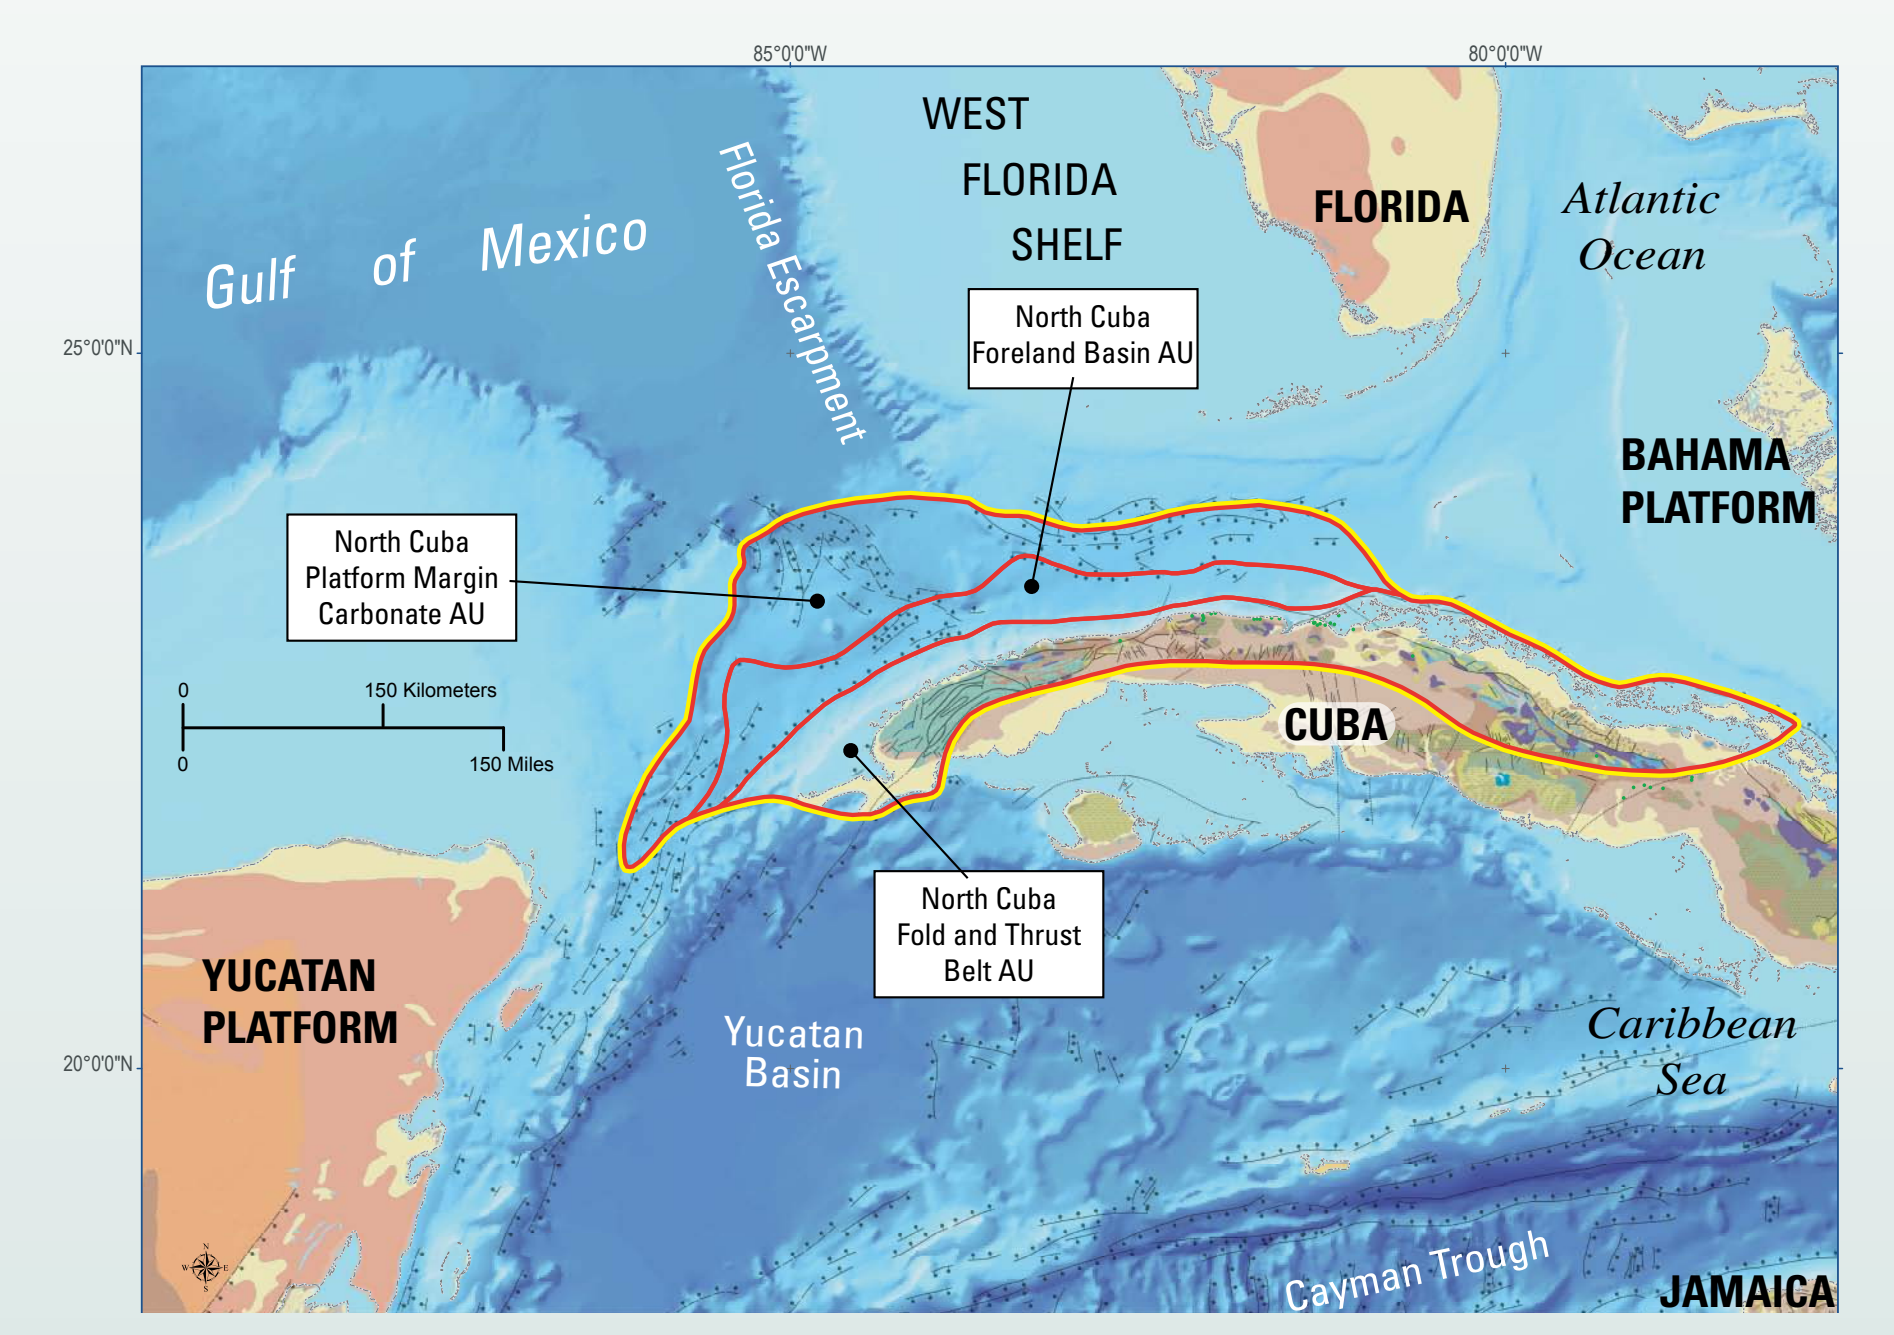 85°0'0"W
80°0'0"W
WEST
FLORIDA
SHELF
Florida Escarpment
FLORIDA
Atlantic
Ocean
Gulf of Mexico
25°0'0"N
North Cuba
Foreland Basin AU
BAHAMA
PLATFORM
North Cuba
Platform Margin
Carbonate AU
0
150 Kilometers
0
150 Miles
CUBA
North Cuba
Fold and Thrust
Belt AU
YUCATAN
PLATFORM
Yucatan
Basin
Caribbean
Sea
20°0'0"N
N
W
E
S
Cayman Trough
JAMAICA